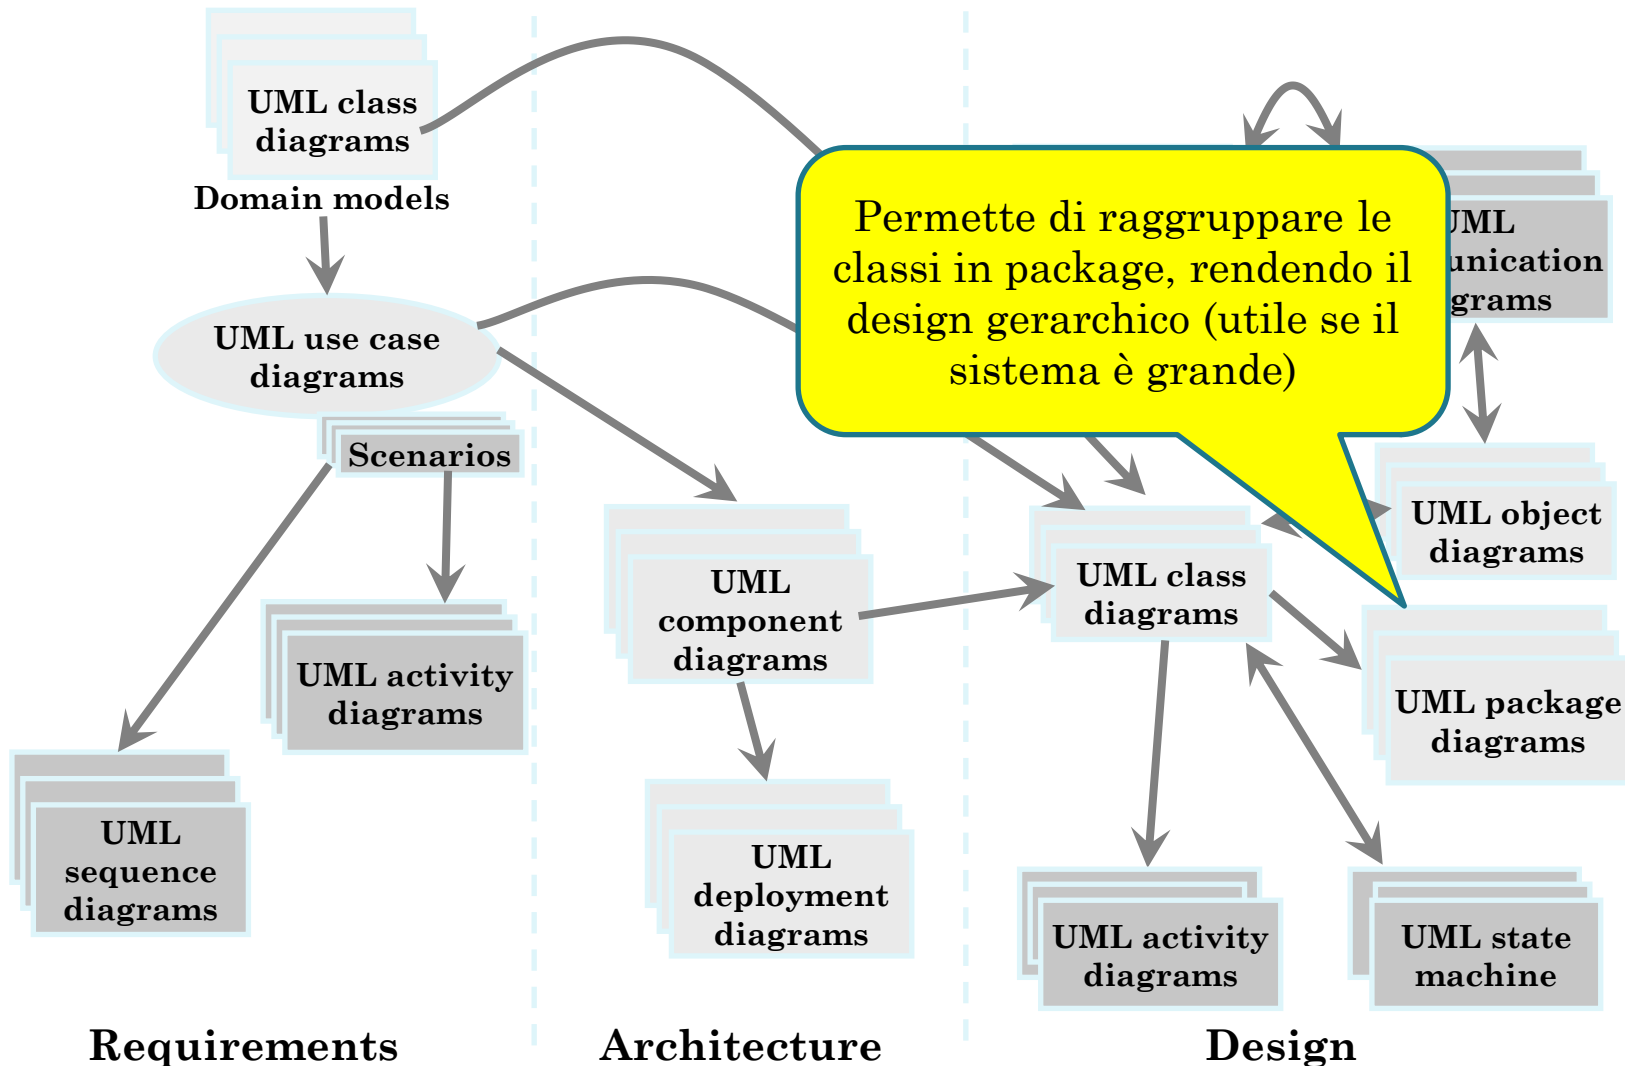 UML class
diagrams
Domain models
UML use case
diagrams
Scenarios
UML activity
diagrams
UML
sequence
diagrams
Requirements
UML
component
diagrams
UML
deployment
diagrams
Architecture
Permette di raggruppare le
classi in package, rendendo il
design gerarchico (utile se il
sistema è grande)
UML
UML object
diagrams
UML class
diagrams
UML package
diagrams
UML activity
diagrams
UML state
machine
Design